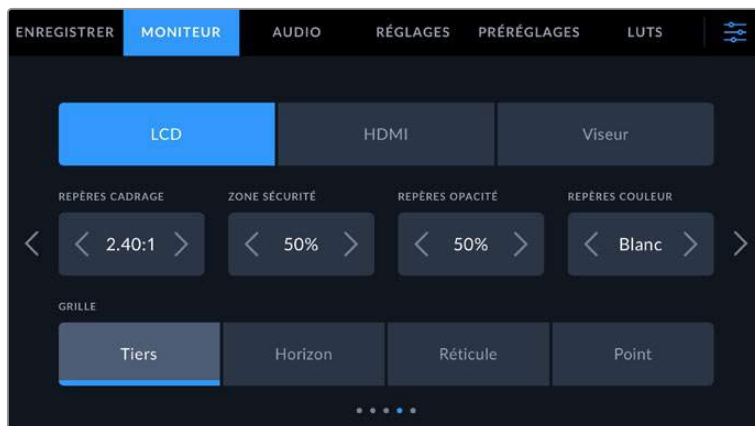 ENREGISTRER MONITEUR AUDIO RÉGLAGES PRÉRÉGLAGES LUTS
LCD HDMI Viseur
REPÈRES CADRAGE ZONE SÉCURITÉ REPÈRES OPACITÉ REPÈRES COULEUR
2.40:1 50% 50% Blanc
GRILLE
Tiers Horizon Réticule Point